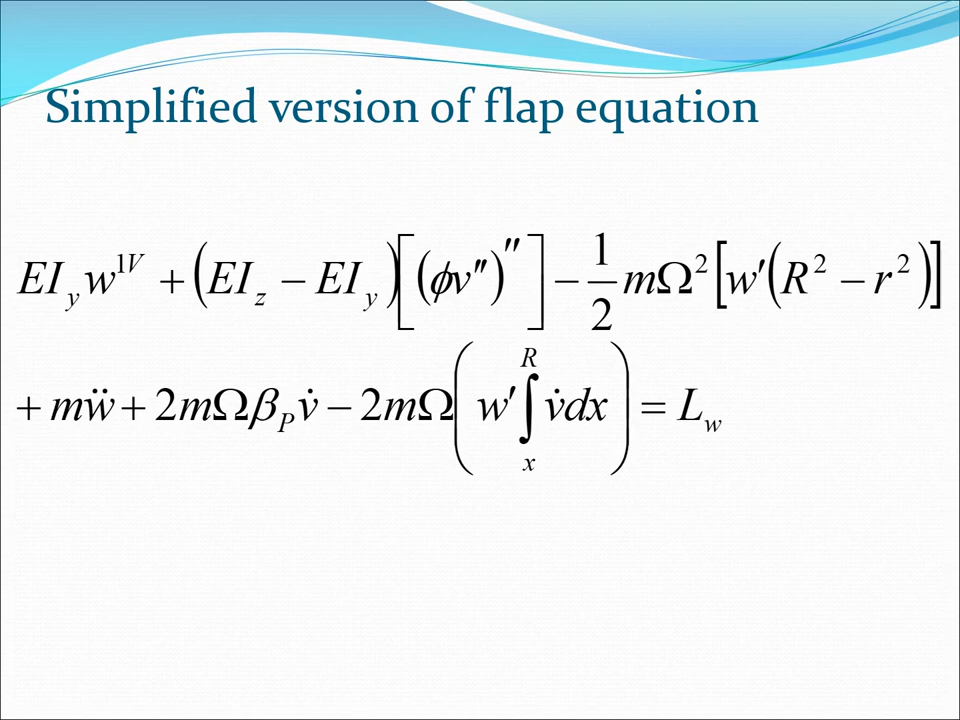 Simplified version of flap equation
EI_y w^{1V} + (EI_z − EI_y)[(ϕv″)″] − \frac{1}{2} mΩ²[w′(R² − r²)]
+ mẅ + 2mΩβ_P v̇ − 2mΩ(w′ ∫_x^R v̇dx) = L_w